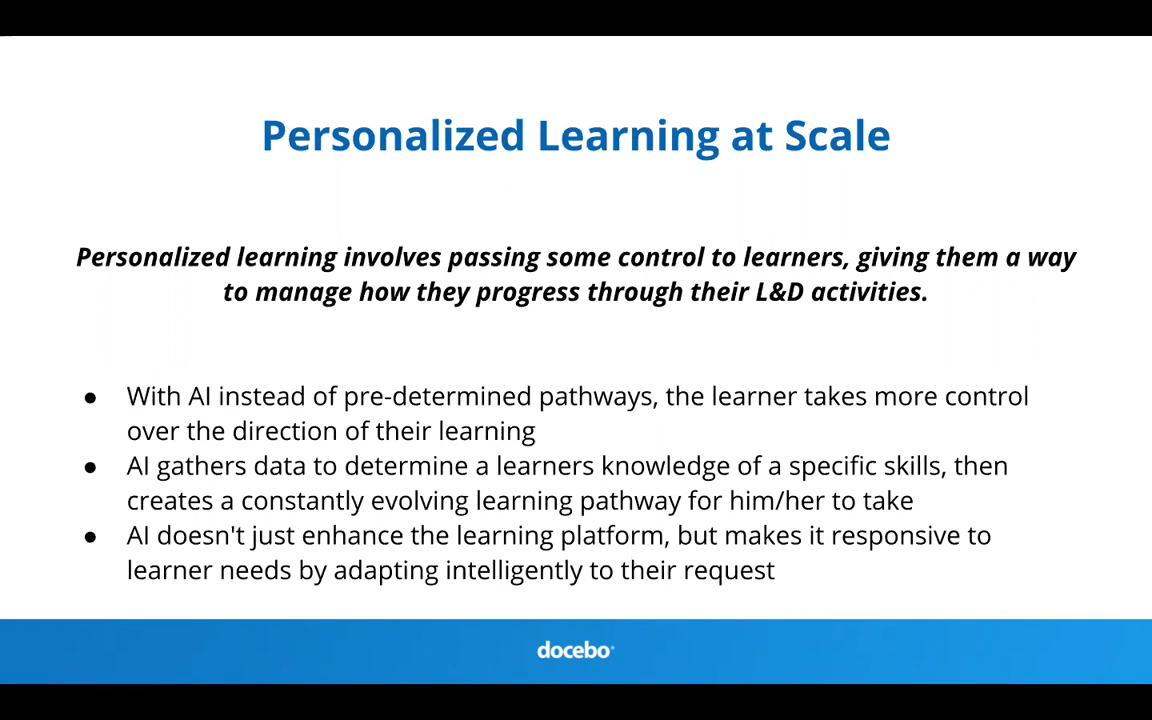 Personalized Learning at Scale
Personalized learning involves passing some control to learners, giving them a way
to manage how they progress through their L&D activities.
● With AI instead of pre-determined pathways, the learner takes more control
over the direction of their learning
● AI gathers data to determine a learners knowledge of a specific skills, then
creates a constantly evolving learning pathway for him/her to take
● AI doesn't just enhance the learning platform, but makes it responsive to
learner needs by adapting intelligently to their request
docebo